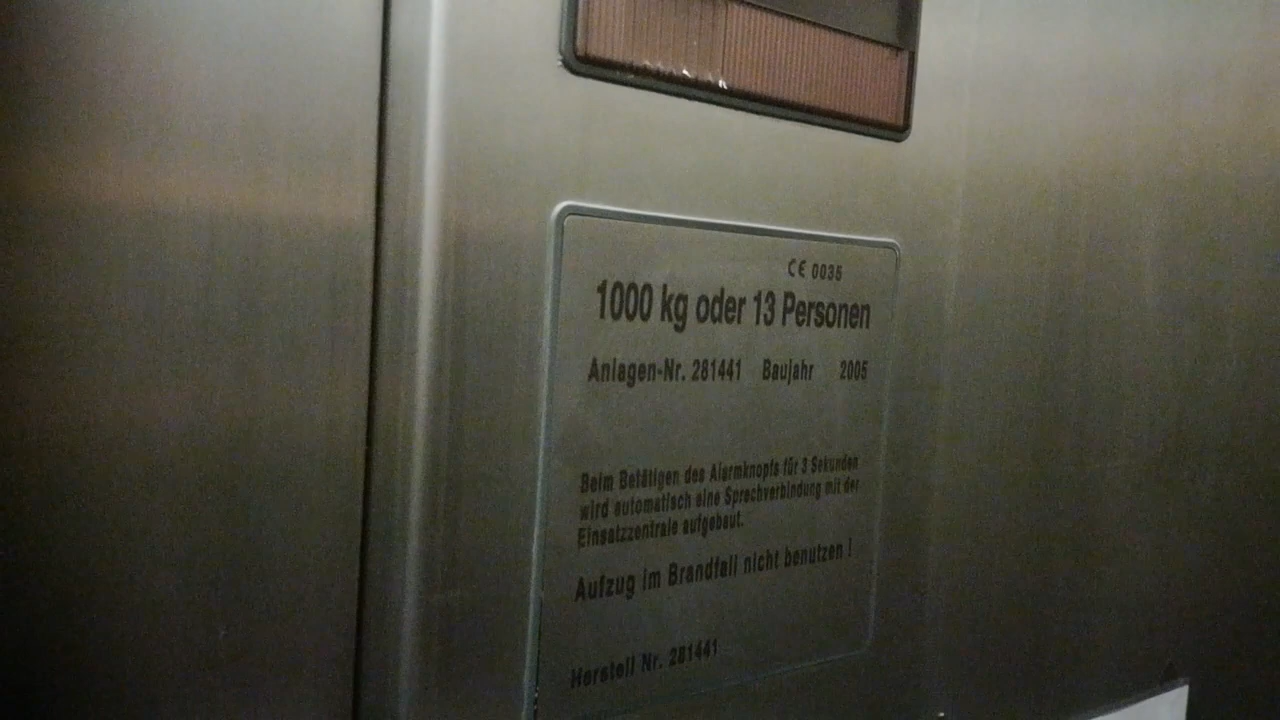 CE 0035
1000 kg oder 13 Personen
Anlagen-Nr. 281441 Baujahr 2005
Beim Betätigen des Alarmknopfs für 3 Sekunden
wird automatisch eine Sprechverbindung mit der
Einsatzzentrale aufgebaut.
Aufzug im Brandfall nicht benutzen !
Herstell Nr. 281441